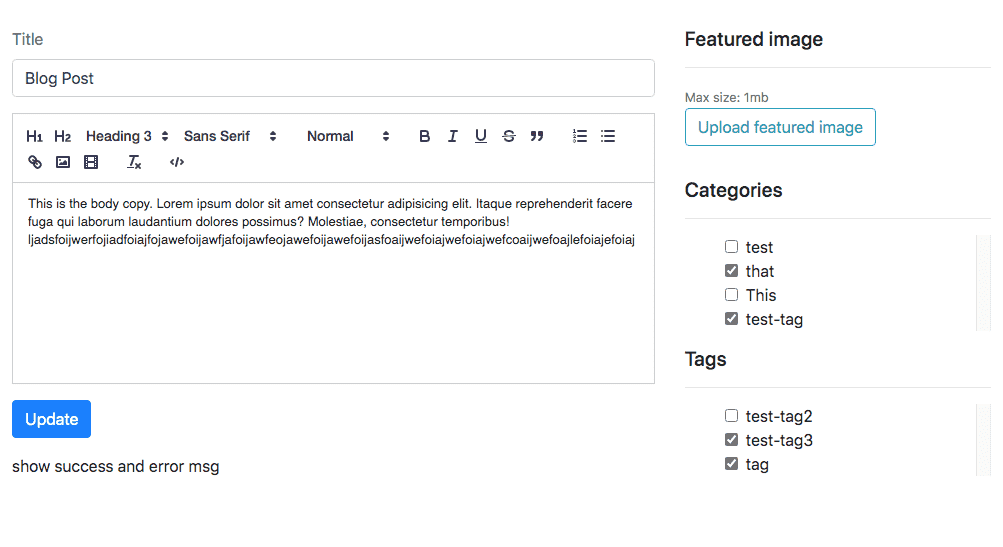 Title
Blog Post
H1 H2 Heading 3 Sans Serif Normal B I U S
This is the body copy. Lorem ipsum dolor sit amet consectetur adipisicing elit. Itaque reprehenderit facere
fuga qui laborum laudantium dolores possimus? Molestiae, consectetur temporibus!
ljadsfoijwerfojiadfoiajfojawefoijawfjafoijawfeojawefoijawefoijasfoaijwefoiajwefoiajwefcoaijwefoajlefoiajefoiaj
Update
show success and error msg
Featured image
Max size: 1mb
Upload featured image
Categories
test
that
This
test-tag
Tags
test-tag2
test-tag3
tag